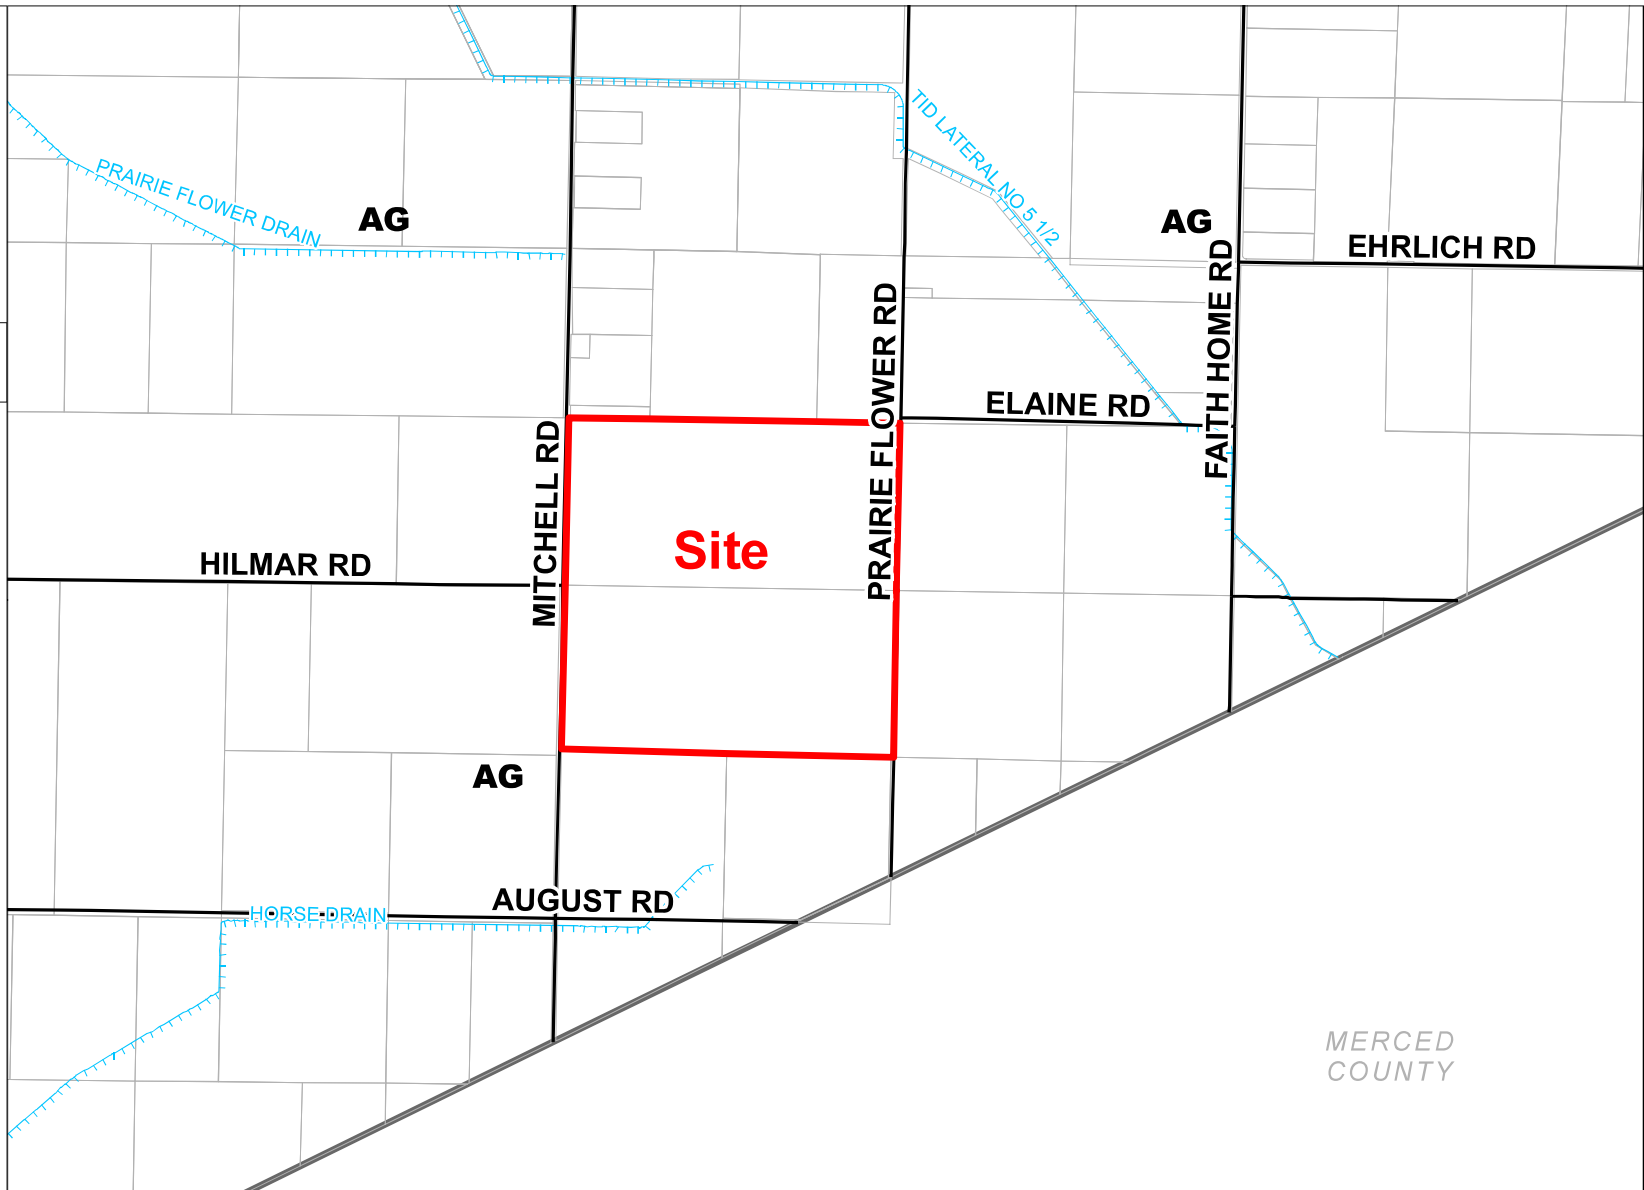 TID LATERAL NO 5 1/2
PRAIRIE FLOWER DRAIN
AG
AG
EHRLICH RD
FAITH HOME RD
PRAIRIE FLOWER RD
ELAINE RD
MITCHELL RD
Site
HILMAR RD
AG
AUGUST RD
HORSE DRAIN
MERCED
COUNTY